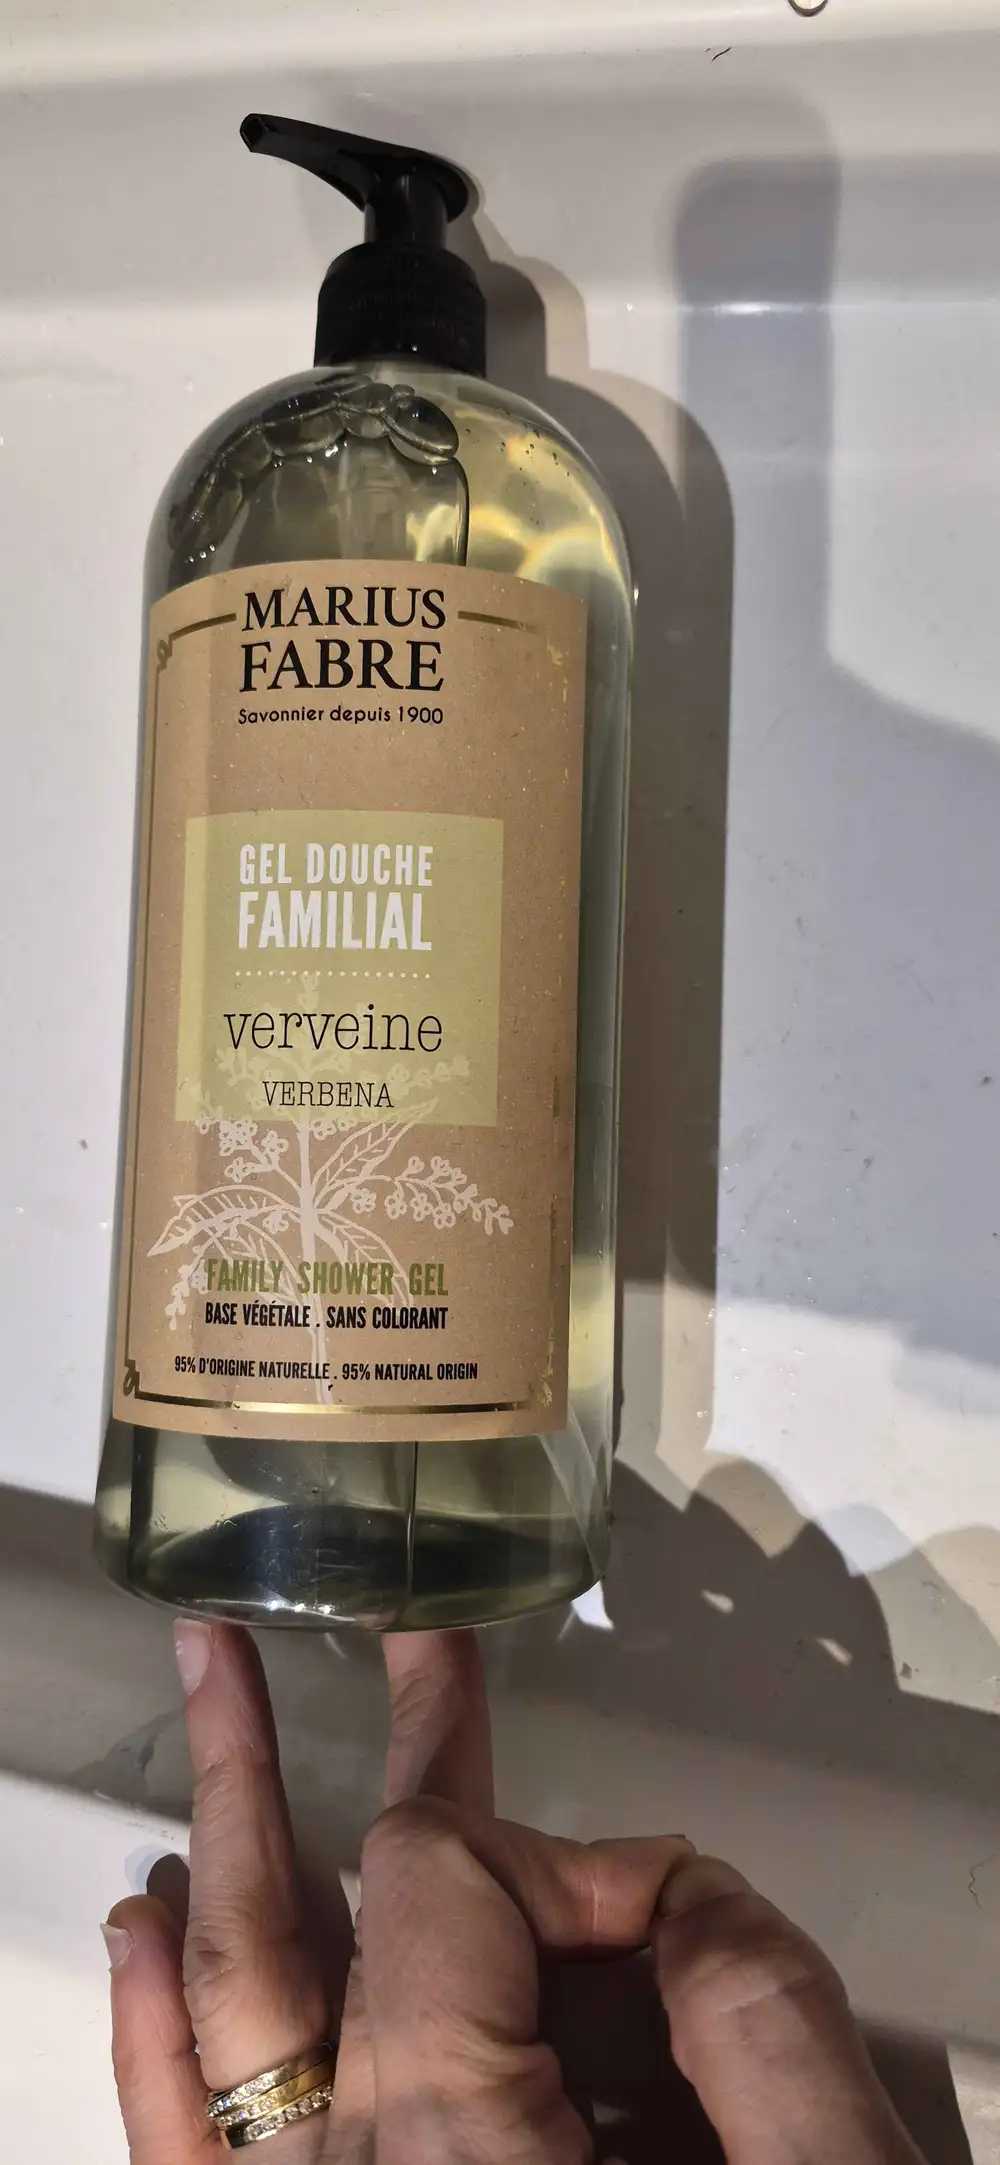 MARIUS
FABRE
Savonnier depuis 1900
GEL DOUCHE
FAMILIAL
verveine
VERBENA
FAMILY SHOWER GEL
BASE VÉGÉTALE . SANS COLORANT
95% D'ORIGINE NATURELLE . 95% NATURAL ORIGIN